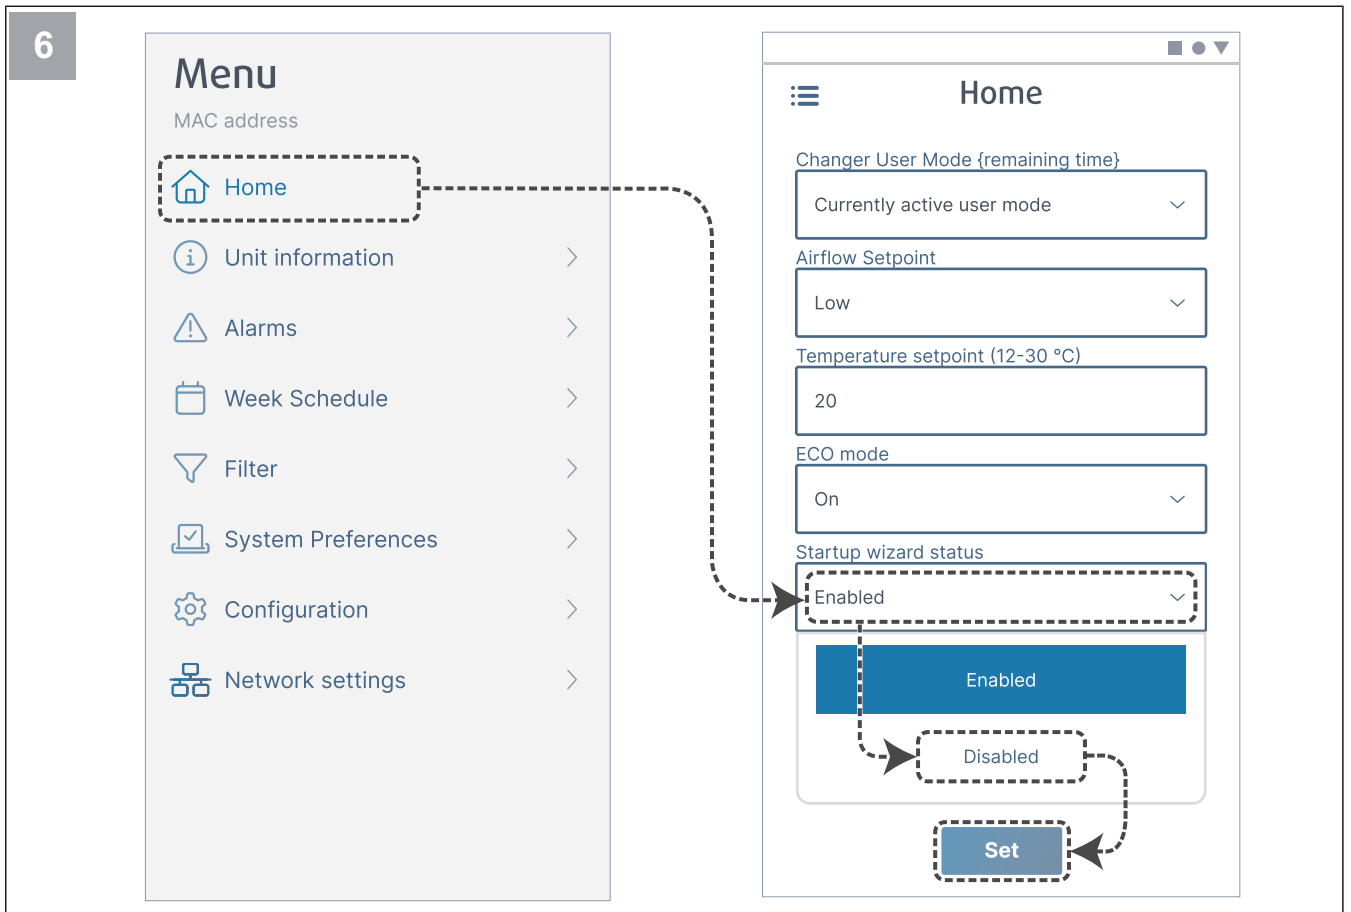 6
Menu
MAC address
Home
Unit information
Alarms
Week Schedule
Filter
System Preferences
Configuration
Network settings
Home
Changer User Mode {remaining time}
Currently active user mode
Airflow Setpoint
Low
Temperature setpoint (12-30 °C)
20
ECO mode
On
Startup wizard status
Enabled
Enabled
Disabled
Set